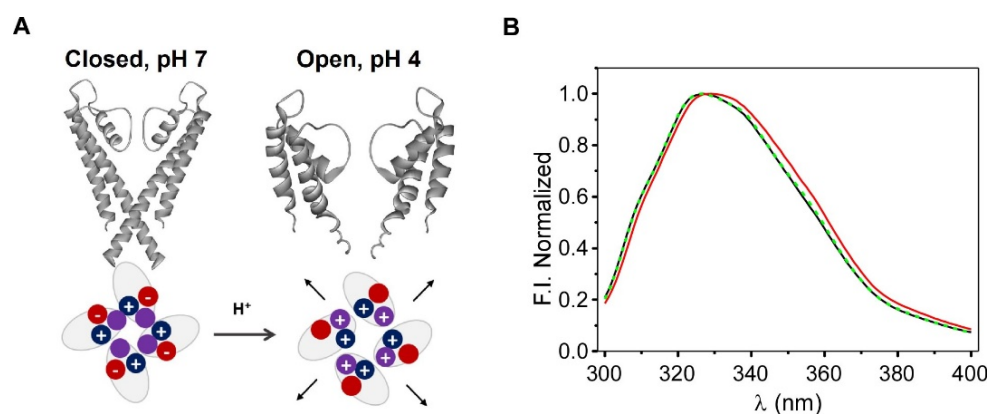 A
B
Closed, pH 7
Open, pH 4
H⁺
- - - -
+ + + +
+ + + +
+ + + +
F.I. Normalized
1.0
0.8
0.6
0.4
0.2
0.0
300 320 340 360 380 400
λ (nm)